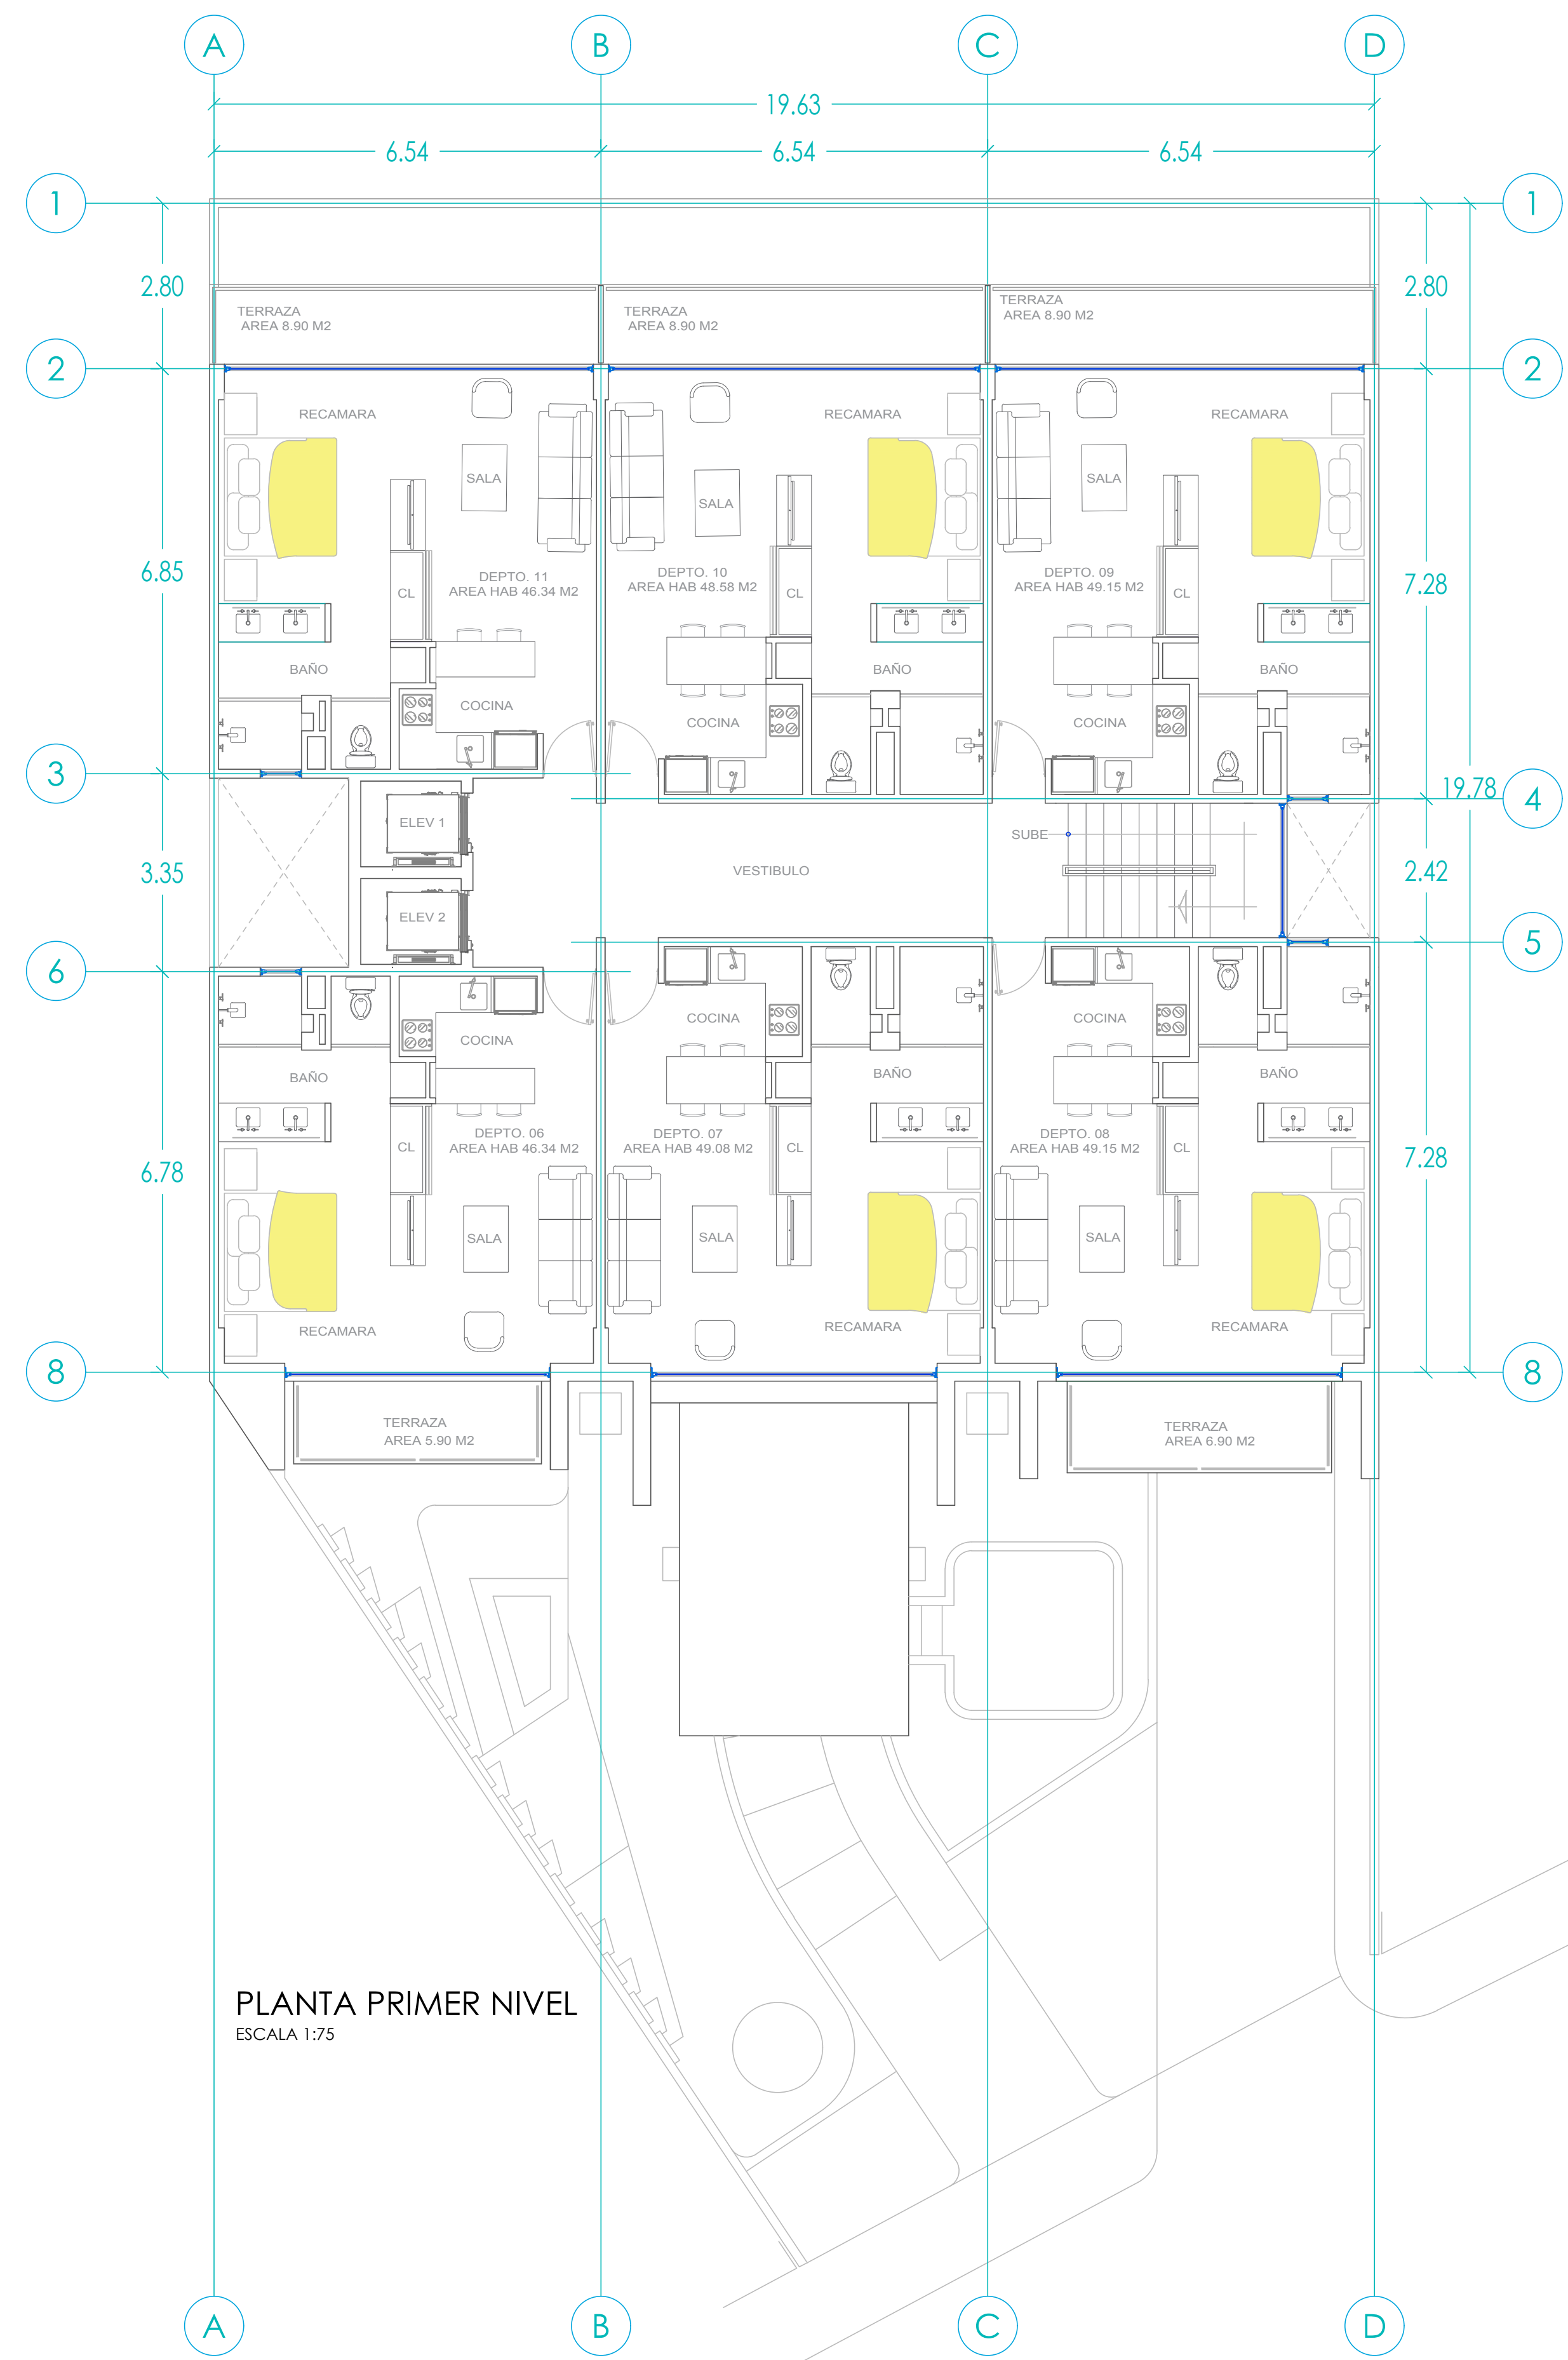 A B C D
19.63
6.54 6.54 6.54
1 1
2.80 2.80
TERRAZA TERRAZA TERRAZA
AREA 8.90 M2 AREA 8.90 M2 AREA 8.90 M2
2 2
RECAMARA RECAMARA RECAMARA
SALA SALA SALA
6.85 7.28
DEPTO. 11 DEPTO. 10 DEPTO. 09
AREA HAB 46.34 M2 AREA HAB 48.58 M2 AREA HAB 49.15 M2
CL CL CL
BAÑO BAÑO BAÑO
COCINA COCINA COCINA
3 19.78 4
ELEV 1 SUBE
3.35 VESTIBULO 2.42
ELEV 2
6 5
COCINA COCINA COCINA
BAÑO BAÑO BAÑO
DEPTO. 06 DEPTO. 07 DEPTO. 08
AREA HAB 46.34 M2 AREA HAB 49.08 M2 AREA HAB 49.15 M2
CL CL CL
6.78 7.28
SALA SALA SALA
RECAMARA RECAMARA RECAMARA
8 8
TERRAZA TERRAZA
AREA 5.90 M2 AREA 6.90 M2
PLANTA PRIMER NIVEL
ESCALA 1:75
A B C D